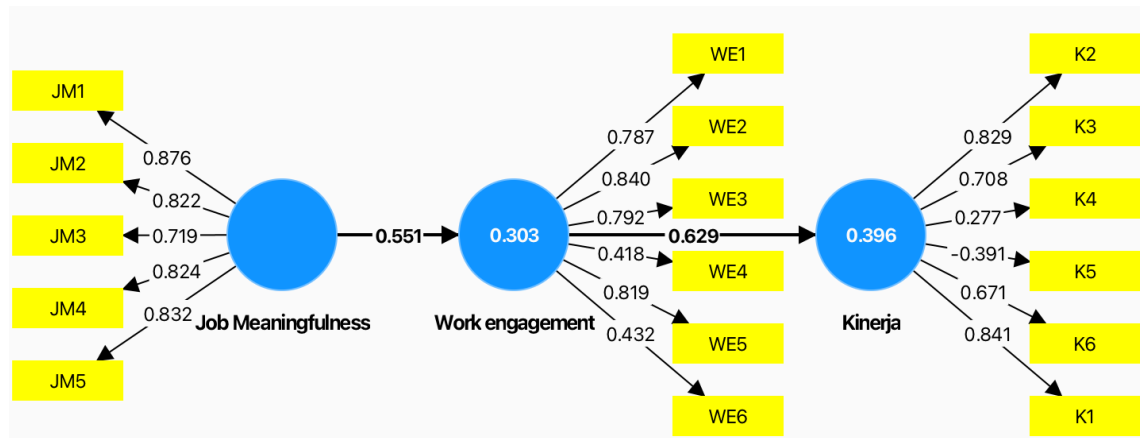 JM1
JM2
JM3
JM4
JM5
0.876
0.822
0.719
0.824
0.832
Job Meaningfulness
0.551
0.303
Work engagement
0.787
0.840
0.792
0.629
0.418
0.819
0.432
WE1
WE2
WE3
WE4
WE5
WE6
0.396
Kinerja
0.829
0.708
0.277
-0.391
0.671
0.841
K2
K3
K4
K5
K6
K1